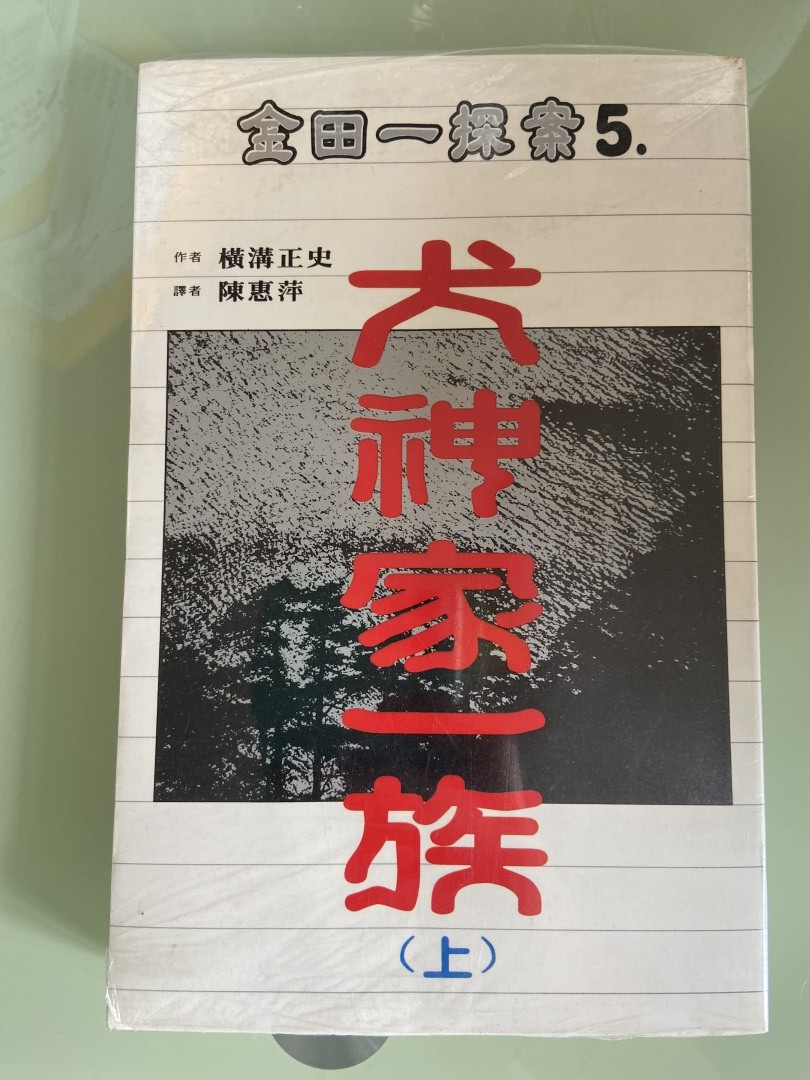 金田一探案5.
作者 橫溝正史
譯者 陳惠萍
犬神家一族
(上)